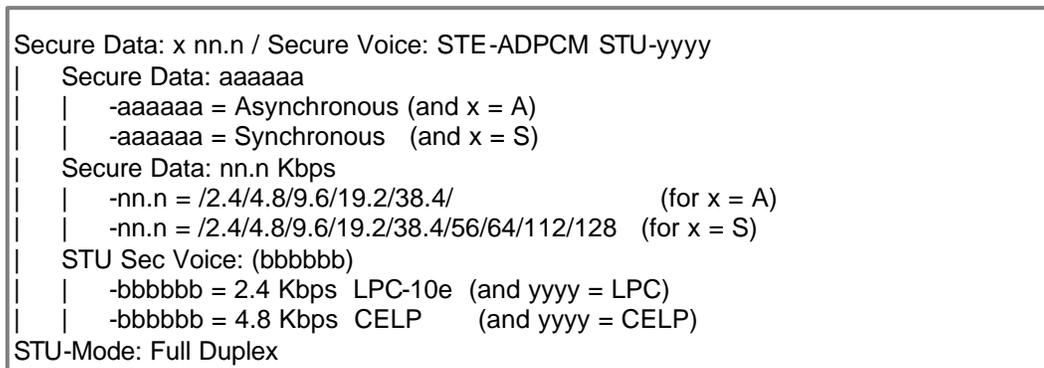 Secure Data: x nn.n / Secure Voice: STE-ADPCM STU-yyyy
| Secure Data: aaaaaa
| | -aaaaaa = Asynchronous (and x = A)
| | -aaaaaa = Synchronous (and x = S)
| Secure Data: nn.n Kbps
| | -nn.n = /2.4/4.8/9.6/19.2/38.4/ (for x = A)
| | -nn.n = /2.4/4.8/9.6/19.2/38.4/56/64/112/128 (for x = S)
| STU Sec Voice: (bbbbbb)
| | -bbbbbb = 2.4 Kbps LPC-10e (and yyyy = LPC)
| | -bbbbbb = 4.8 Kbps CELP (and yyyy = CELP)
STU-Mode: Full Duplex